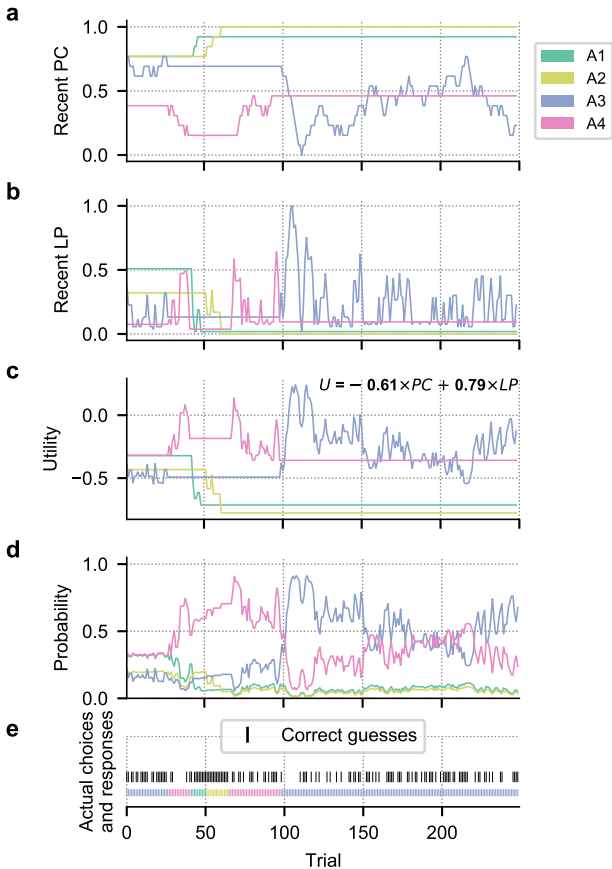 a
Recent PC
1.0
0.5
0.0
A1
A2
A3
A4
b
Recent LP
1.0
0.5
0.0
c
U = − 0.61×PC + 0.79×LP
Utility
0.0
−0.5
d
Probability
1.0
0.5
0.0
e
Correct guesses
Actual choices
and responses
0 50 100 150 200
Trial